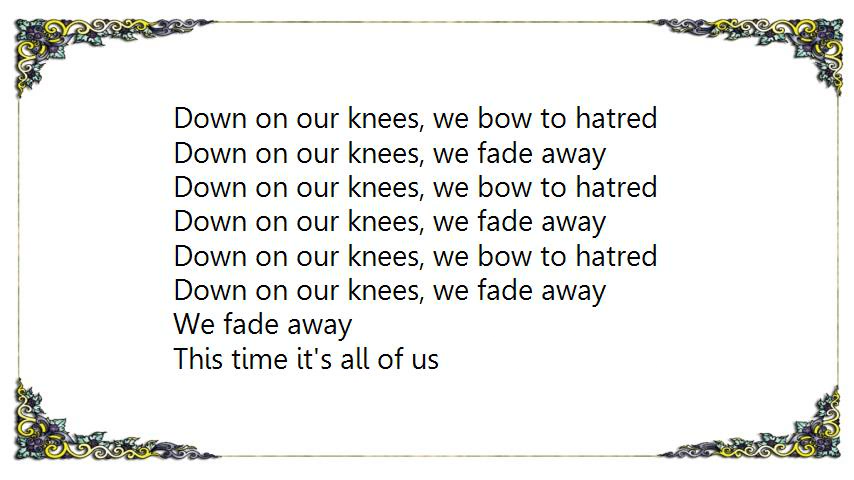 Down on our knees, we bow to hatred
Down on our knees, we fade away
Down on our knees, we bow to hatred
Down on our knees, we fade away
Down on our knees, we bow to hatred
Down on our knees, we fade away
We fade away
This time it's all of us